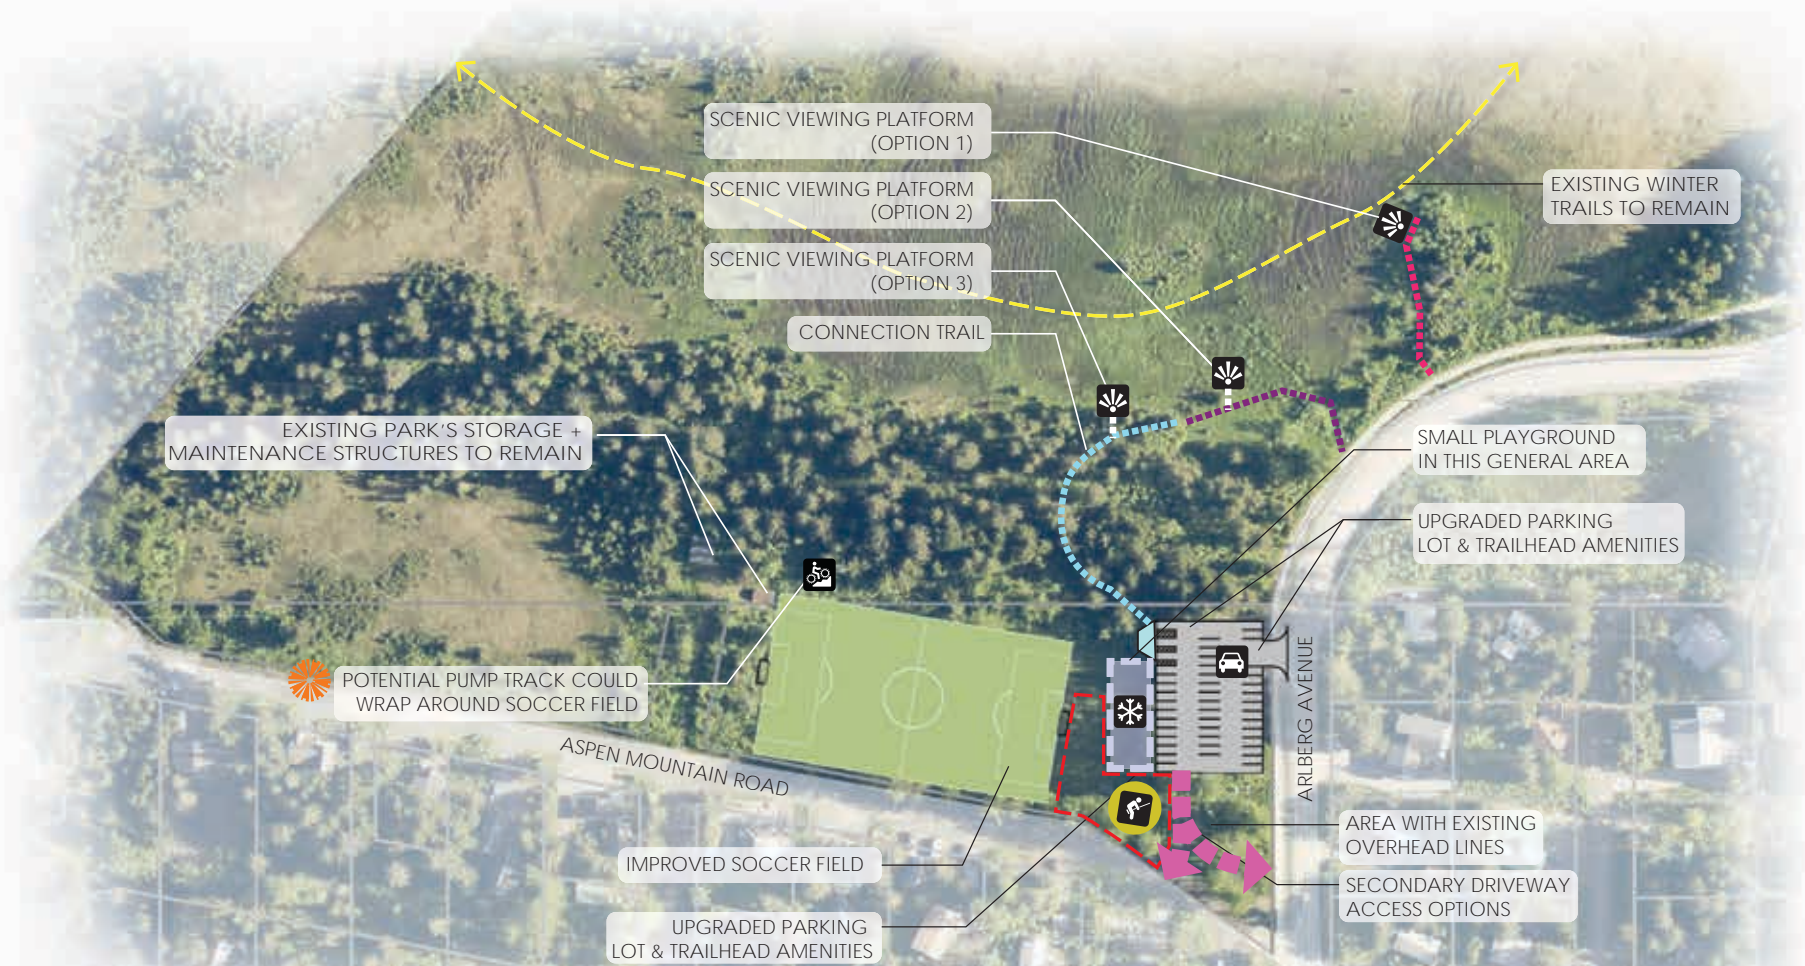 SCENIC VIEWING PLATFORM
(OPTION 1)
EXISTING WINTER
TRAILS TO REMAIN
SCENIC VIEWING PLATFORM
(OPTION 2)
SCENIC VIEWING PLATFORM
(OPTION 3)
CONNECTION TRAIL
EXISTING PARK'S STORAGE +
MAINTENANCE STRUCTURES TO REMAIN
SMALL PLAYGROUND
IN THIS GENERAL AREA
UPGRADED PARKING
LOT & TRAILHEAD AMENITIES
POTENTIAL PUMP TRACK COULD
WRAP AROUND SOCCER FIELD
ASPEN MOUNTAIN ROAD
ARLBERG AVENUE
IMPROVED SOCCER FIELD
AREA WITH EXISTING
OVERHEAD LINES
SECONDARY DRIVEWAY
ACCESS OPTIONS
UPGRADED PARKING
LOT & TRAILHEAD AMENITIES